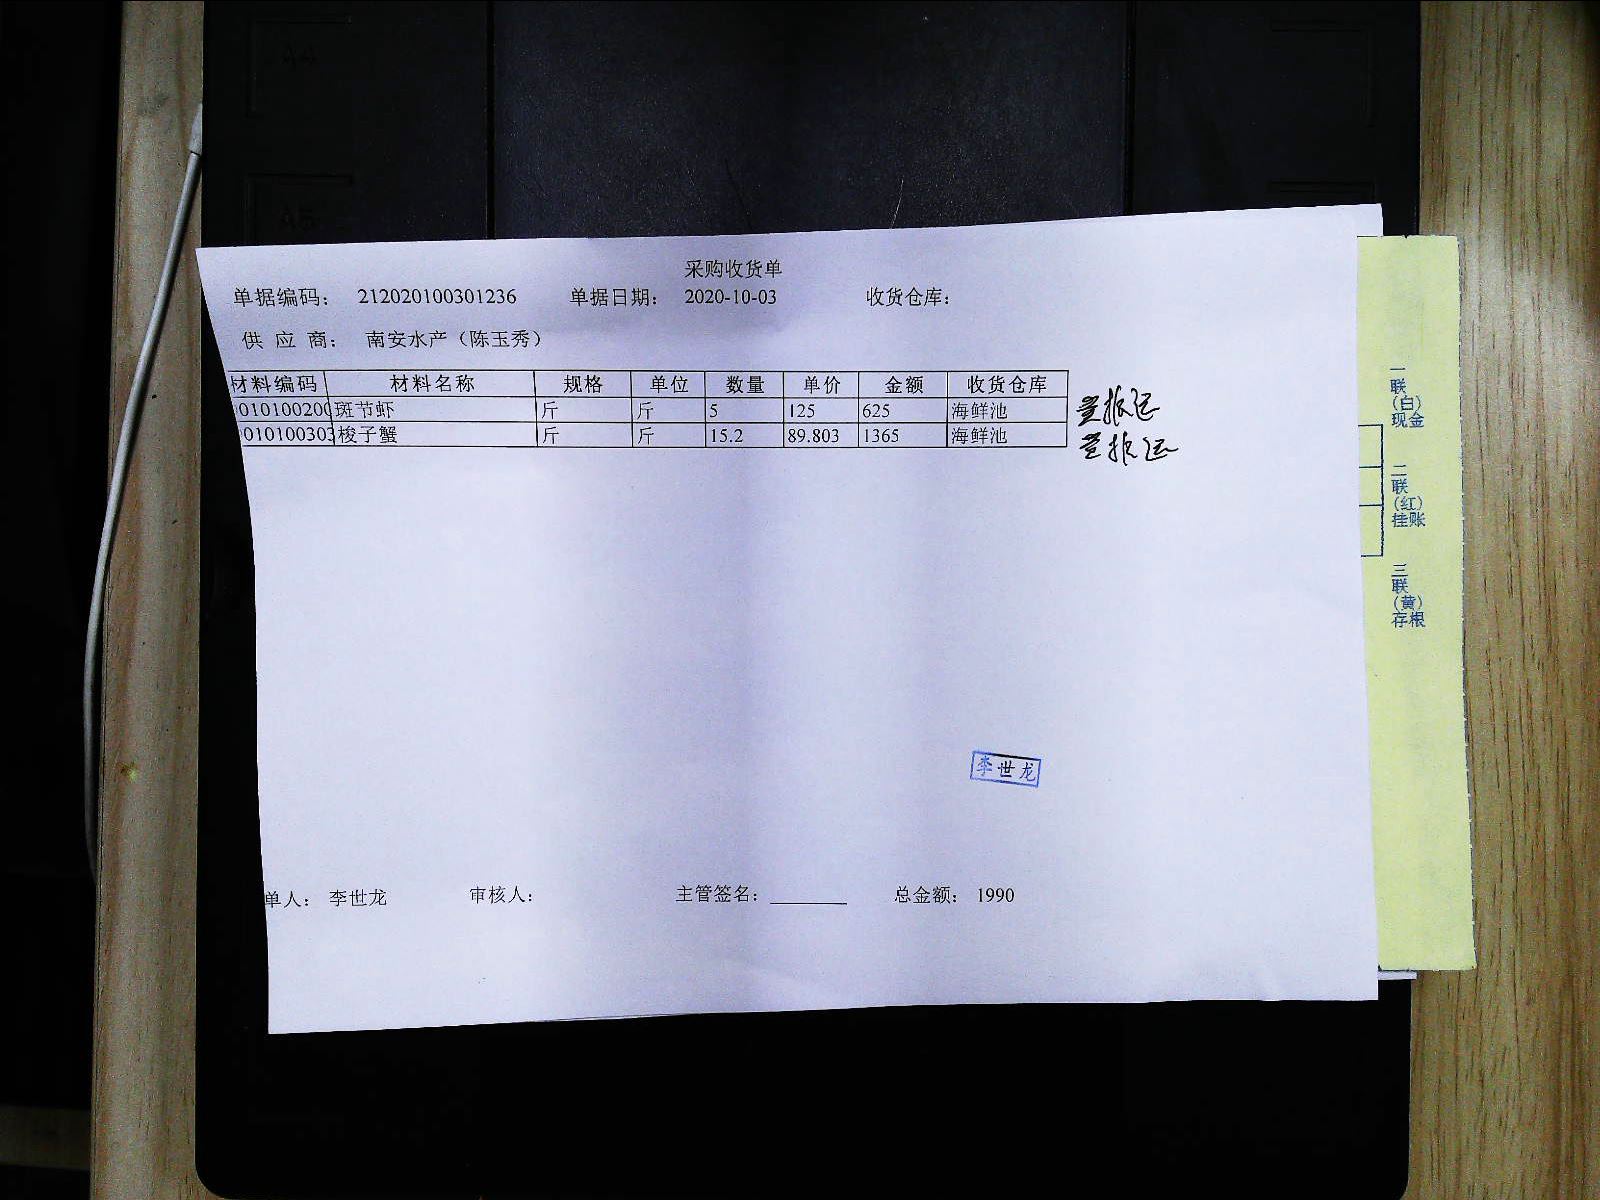 采购收货单
单据编码： 212020100301236 单据日期： 2020-10-03 收货仓库：
供 应 商： 南安水产（陈玉秀）
材料编码 材料名称 规格 单位 数量 单价 金额 收货仓库
010100200 斑节虾 斤 斤 5 125 625 海鲜池
010100303 梭子蟹 斤 斤 15.2 89.803 1365 海鲜池
李世龙
单人： 李世龙 审核人： 主管签名： 总金额： 1990
一联（白）现金
二联（红）挂账
三联（黄）存根
A4
A5